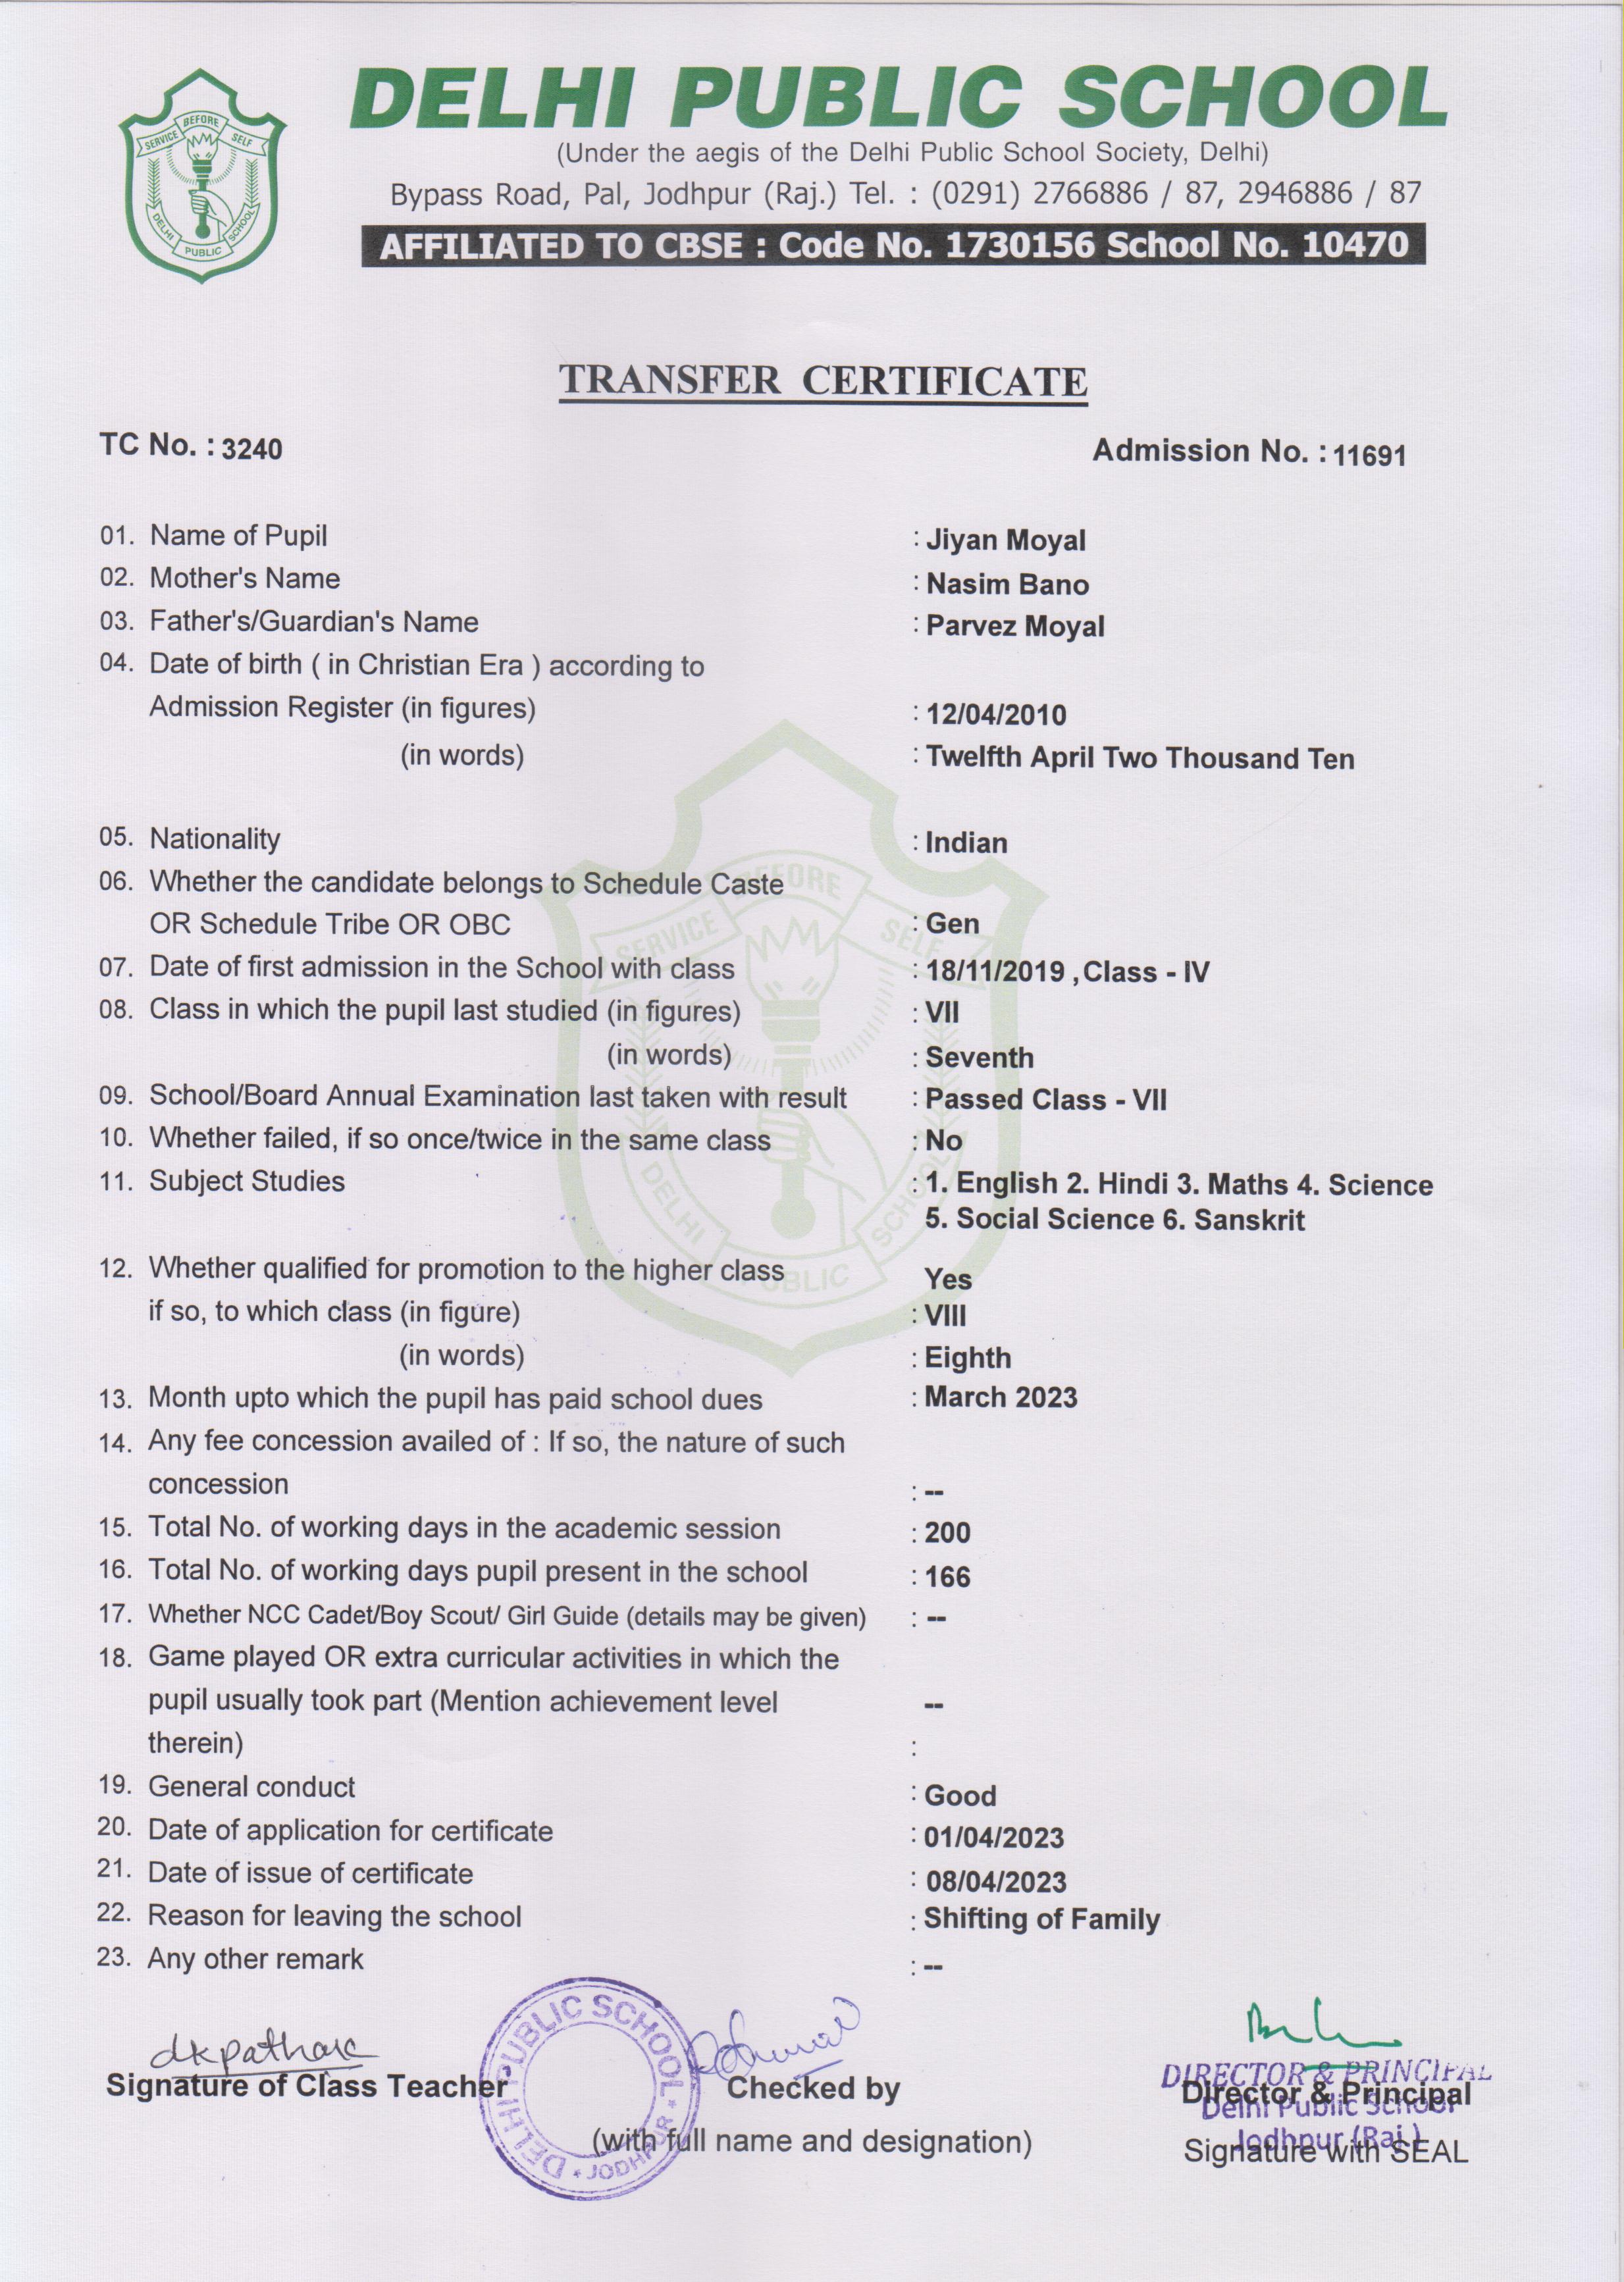 SERVICE BEFORE SELF
DELHI PUBLIC SCHOOL
DELHI PUBLIC SCHOOL
(Under the aegis of the Delhi Public School Society, Delhi)
Bypass Road, Pal, Jodhpur (Raj.) Tel. : (0291) 2766886 / 87, 2946886 / 87
AFFILIATED TO CBSE : Code No. 1730156 School No. 10470
TRANSFER CERTIFICATE
TC No. : 3240 Admission No. : 11691
01. Name of Pupil : Jiyan Moyal
02. Mother's Name : Nasim Bano
03. Father's/Guardian's Name : Parvez Moyal
04. Date of birth ( in Christian Era ) according to
Admission Register (in figures) : 12/04/2010
(in words) : Twelfth April Two Thousand Ten
05. Nationality : Indian
06. Whether the candidate belongs to Schedule Caste
OR Schedule Tribe OR OBC : Gen
07. Date of first admission in the School with class : 18/11/2019 , Class - IV
08. Class in which the pupil last studied (in figures) : VII
(in words) : Seventh
09. School/Board Annual Examination last taken with result : Passed Class - VII
10. Whether failed, if so once/twice in the same class : No
11. Subject Studies : 1. English 2. Hindi 3. Maths 4. Science
5. Social Science 6. Sanskrit
12. Whether qualified for promotion to the higher class Yes
if so, to which class (in figure) : VIII
(in words) : Eighth
13. Month upto which the pupil has paid school dues : March 2023
14. Any fee concession availed of : If so, the nature of such
concession : --
15. Total No. of working days in the academic session : 200
16. Total No. of working days pupil present in the school : 166
17. Whether NCC Cadet/Boy Scout/ Girl Guide (details may be given) : --
18. Game played OR extra curricular activities in which the
pupil usually took part (Mention achievement level --
therein) :
19. General conduct : Good
20. Date of application for certificate : 01/04/2023
21. Date of issue of certificate : 08/04/2023
22. Reason for leaving the school : Shifting of Family
23. Any other remark : --
SERVICE BEFORE SELF
DELHI PUBLIC SCHOOL
DELHI PUBLIC SCHOOL
JODHPUR
DIRECTOR & PRINCIPAL
Signature of Class Teacher Checked by Director & Principal
Delhi Public School
Jodhpur (Raj.)
(with full name and designation) Signature with SEAL